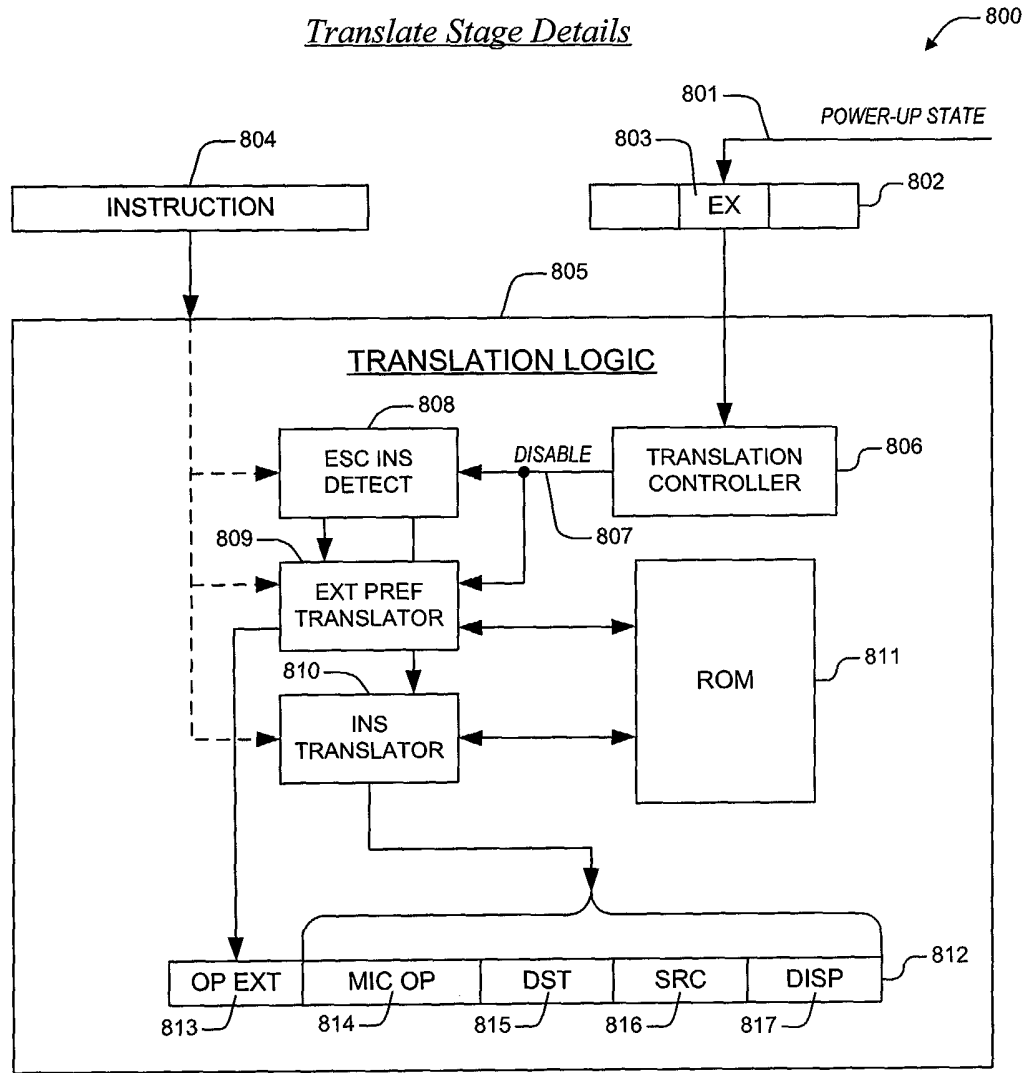 Translate Stage Details
800
801
POWER-UP STATE
804
803
802
INSTRUCTION
EX
805
TRANSLATION LOGIC
808
ESC INS
DETECT
DISABLE
TRANSLATION
CONTROLLER
806
807
809
EXT PREF
TRANSLATOR
810
ROM
811
INS
TRANSLATOR
OP EXT
MIC OP
DST
SRC
DISP
812
813
814
815
816
817